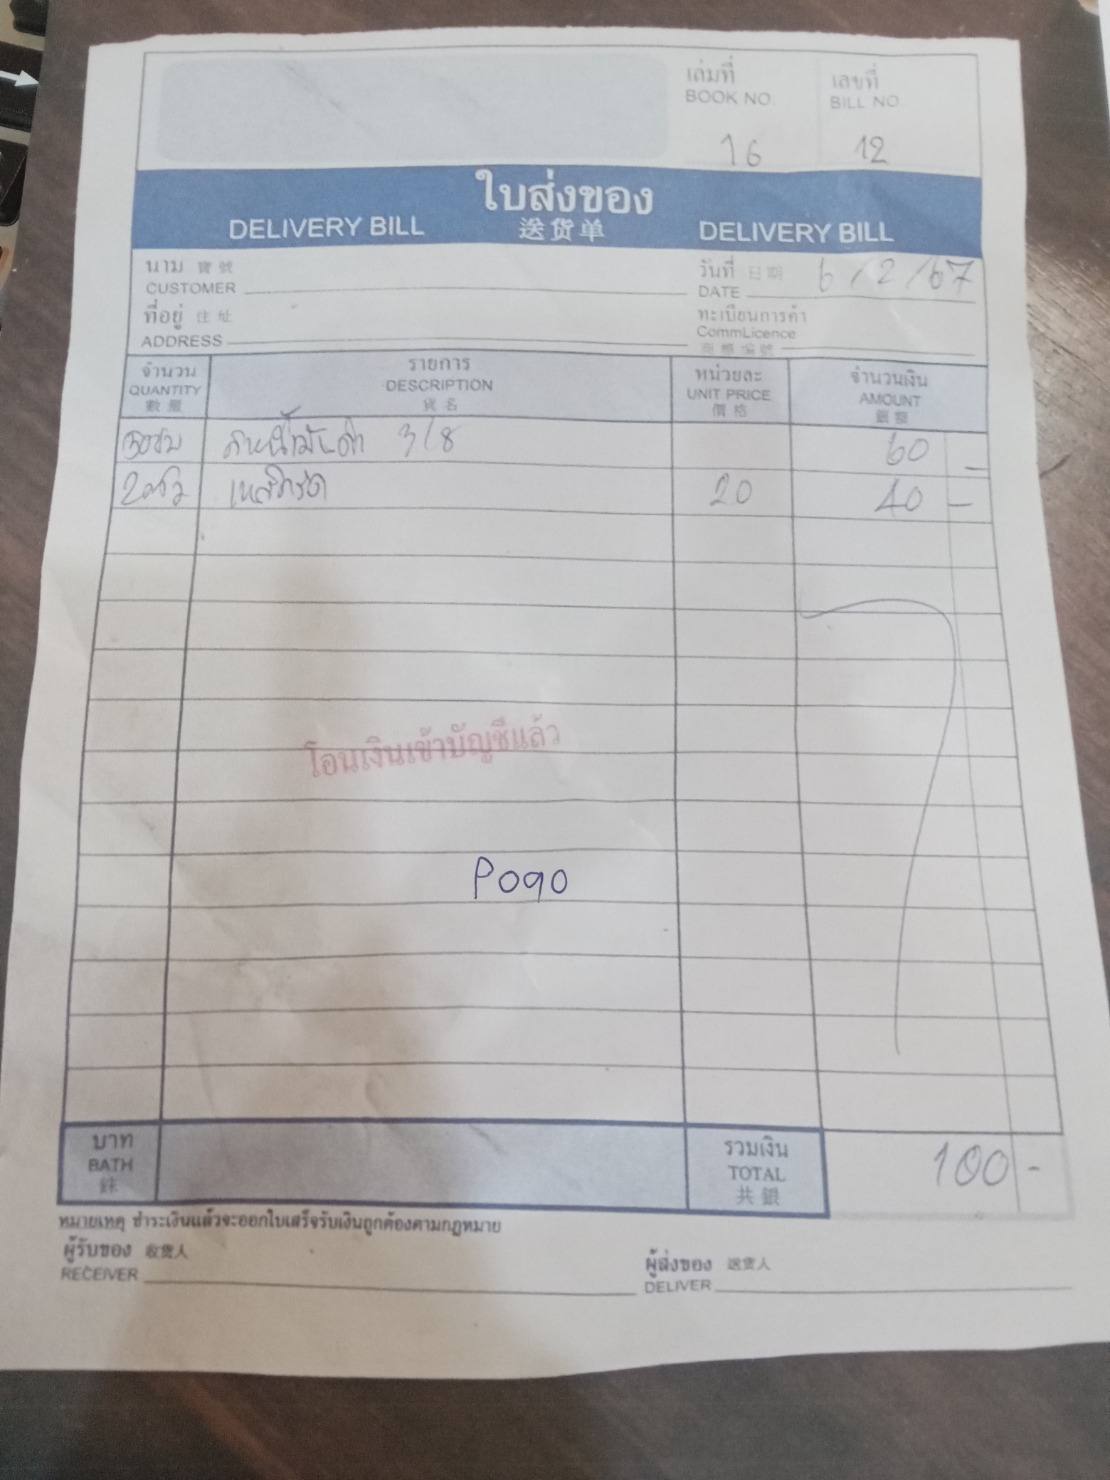 เล่มที่ เลขที่
BOOK NO. BILL NO.
16 12
ใบส่งของ
DELIVERY BILL 送货单 DELIVERY BILL
นาม 寶號 วันที่ 日期 6/2/67
CUSTOMER DATE
ที่อยู่ 住址 ทะเบียนการค้า
ADDRESS CommLicence
จำนวน รายการ หน่วยละ จำนวนเงิน
QUANTITY DESCRIPTION UNIT PRICE AMOUNT
數量 貨名 價格 銀額
3/8 60 -
20 40 -
โอนเงินเข้าบัญชีแล้ว
P090
บาท รวมเงิน
BATH TOTAL 100 -
銖 共銀
หมายเหตุ ชำระเงินแล้วจะออกใบเสร็จรับเงินถูกต้องตามกฎหมาย
ผู้รับของ 收货人 ผู้ส่งของ 送货人
RECEIVER DELIVER